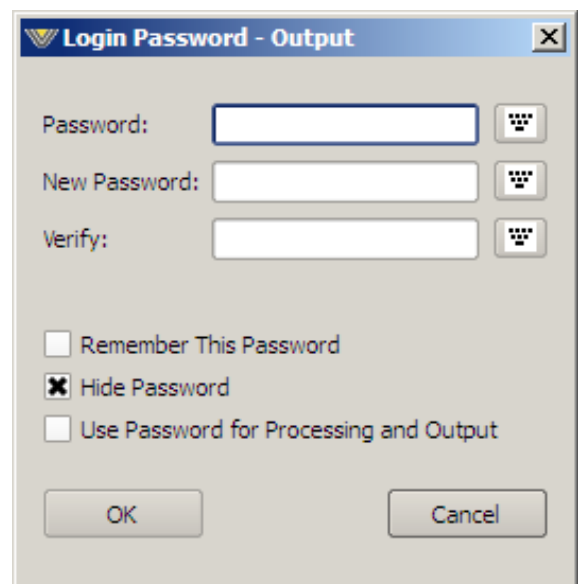 Login Password - Output
Password:
New Password:
Verify:
Remember This Password
Hide Password
Use Password for Processing and Output
OK Cancel